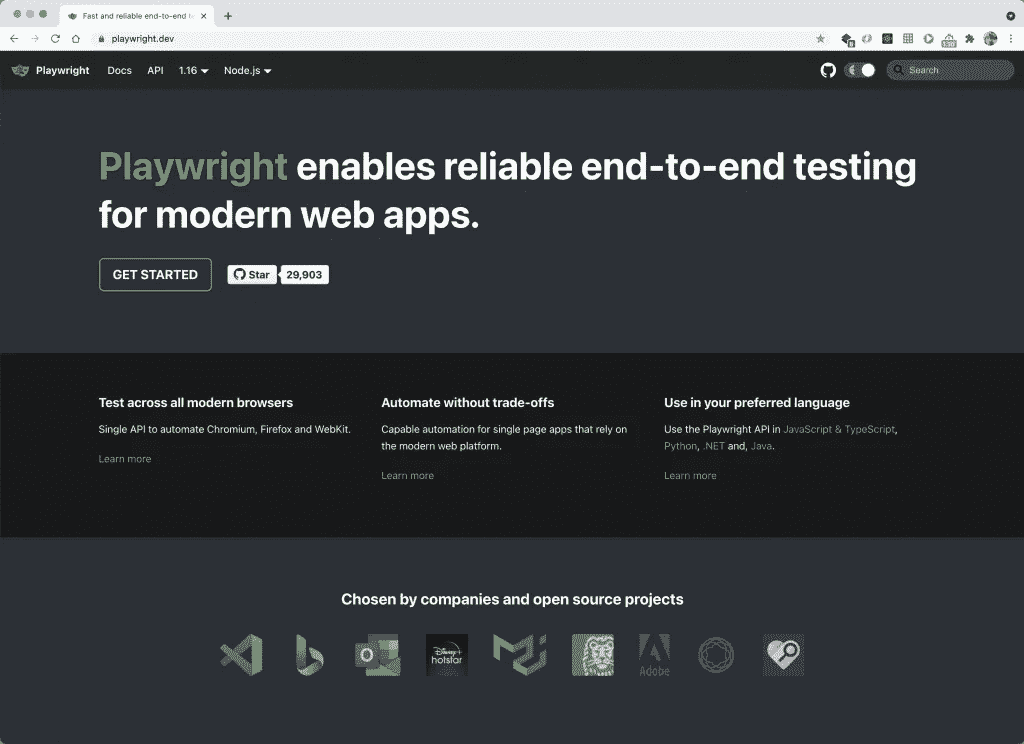 Fast and reliable end-to-end te
playwright.dev
Playwright Docs API 1.16 Node.js Search
Playwright enables reliable end-to-end testing
for modern web apps.
GET STARTED Star 29,903
Test across all modern browsers
Single API to automate Chromium, Firefox and WebKit.
Learn more
Automate without trade-offs
Capable automation for single page apps that rely on
the modern web platform.
Learn more
Use in your preferred language
Use the Playwright API in JavaScript & TypeScript,
Python, .NET and, Java.
Learn more
Chosen by companies and open source projects
Disney+
hotstar
Adobe